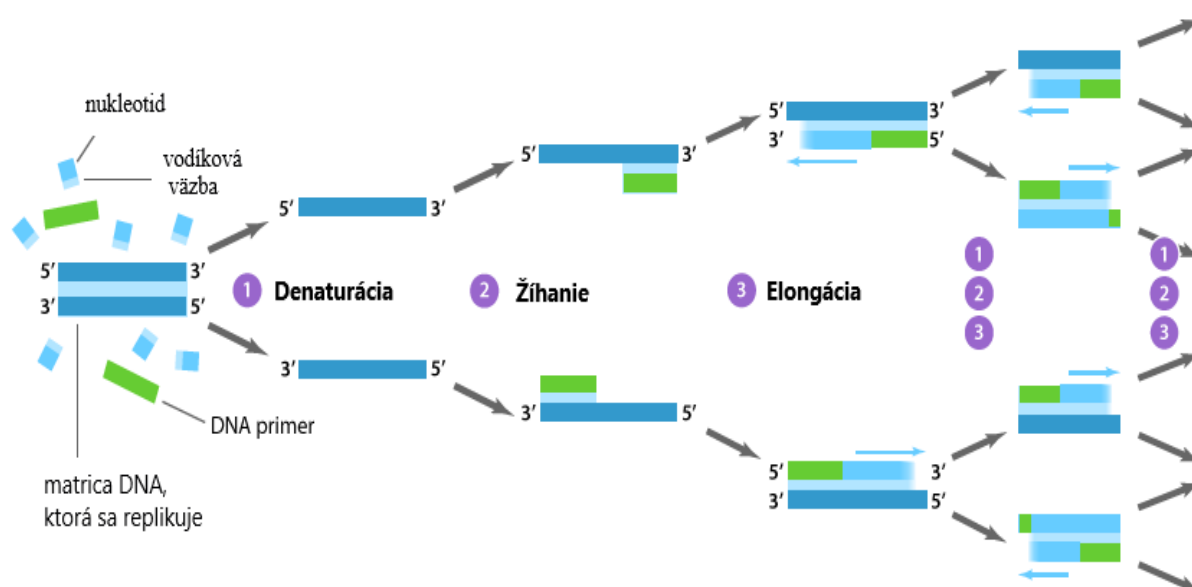 nukleotid
vodíková
väzba
5′ 3′
3′ 5′
DNA primer
matrica DNA,
ktorá sa replikuje
5′ 3′
1 Denaturácia
3′ 5′
5′ 3′
2 Žíhanie
3′ 5′
5′ 3′
3′ 5′
3 Elongácia
5′ 3′
3′ 5′
1
2
3
1
2
3